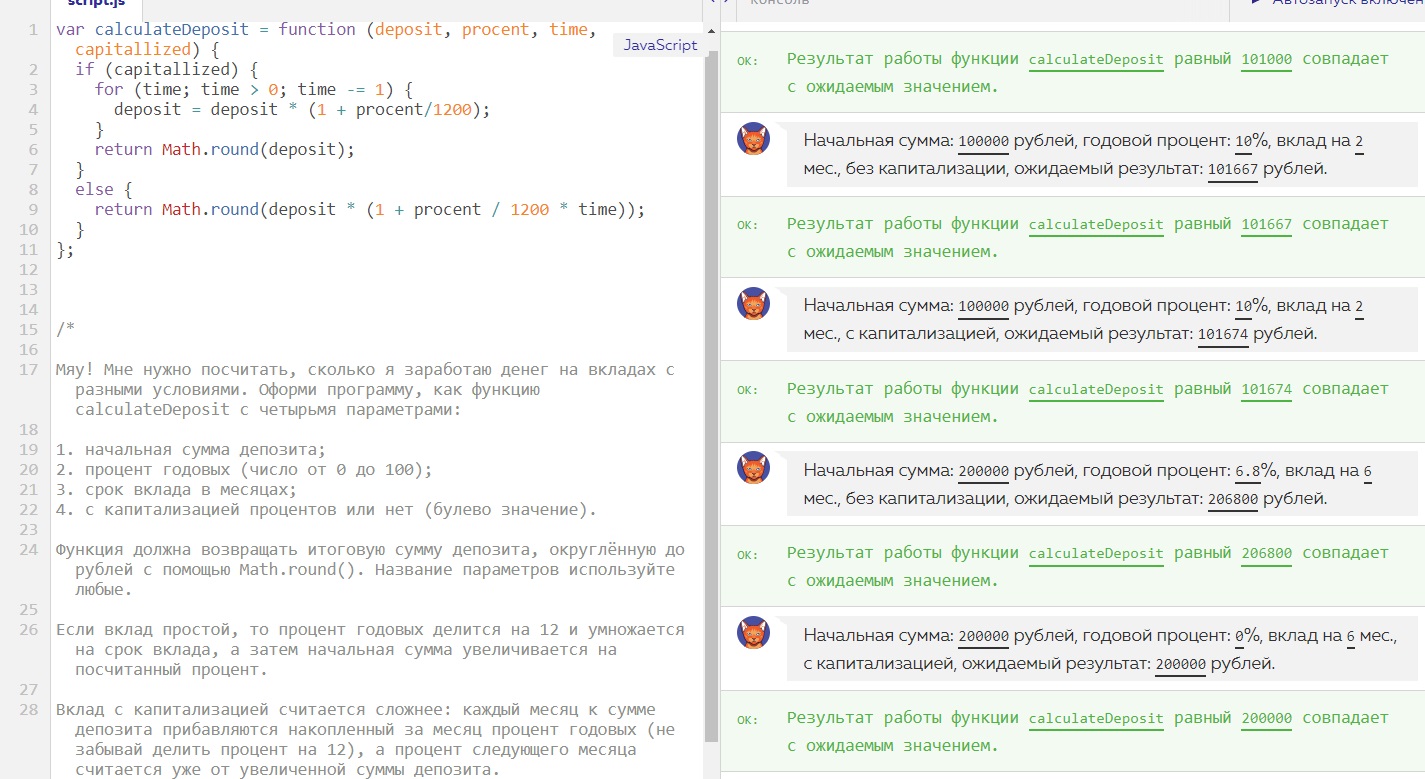 script.js
1 var calculateDeposit = function (deposit, procent, time,
capitallized) {
JavaScript
2 if (capitallized) {
3 for (time; time > 0; time -= 1) {
4 deposit = deposit * (1 + procent/1200);
5 }
6 return Math.round(deposit);
7 }
8 else {
9 return Math.round(deposit * (1 + procent / 1200 * time));
10 }
11 };
12
13
14
15 /*
16
17 Мяу! Мне нужно посчитать, сколько я заработаю денег на вкладах с
разными условиями. Оформи программу, как функцию
calculateDeposit с четырьмя параметрами:
18
19 1. начальная сумма депозита;
20 2. процент годовых (число от 0 до 100);
21 3. срок вклада в месяцах;
22 4. с капитализацией процентов или нет (булево значение).
23
24 Функция должна возвращать итоговую сумму депозита, округлённую до
рублей с помощью Math.round(). Название параметров используйте
любые.
25
26 Если вклад простой, то процент годовых делится на 12 и умножается
на срок вклада, а затем начальная сумма увеличивается на
посчитанный процент.
27
28 Вклад с капитализацией считается сложнее: каждый месяц к сумме
депозита прибавляются накопленный за месяц процент годовых (не
забывай делить процент на 12), а процент следующего месяца
считается уже от увеличенной суммы депозита.
Консоль
Автозапуск включен
ОК: Результат работы функции calculateDeposit равный 101000 совпадает
с ожидаемым значением.
Начальная сумма: 100000 рублей, годовой процент: 10%, вклад на 2
мес., без капитализации, ожидаемый результат: 101667 рублей.
ОК: Результат работы функции calculateDeposit равный 101667 совпадает
с ожидаемым значением.
Начальная сумма: 100000 рублей, годовой процент: 10%, вклад на 2
мес., с капитализацией, ожидаемый результат: 101674 рублей.
ОК: Результат работы функции calculateDeposit равный 101674 совпадает
с ожидаемым значением.
Начальная сумма: 200000 рублей, годовой процент: 6.8%, вклад на 6
мес., без капитализации, ожидаемый результат: 206800 рублей.
ОК: Результат работы функции calculateDeposit равный 206800 совпадает
с ожидаемым значением.
Начальная сумма: 200000 рублей, годовой процент: 0%, вклад на 6 мес.,
с капитализацией, ожидаемый результат: 200000 рублей.
ОК: Результат работы функции calculateDeposit равный 200000 совпадает
с ожидаемым значением.